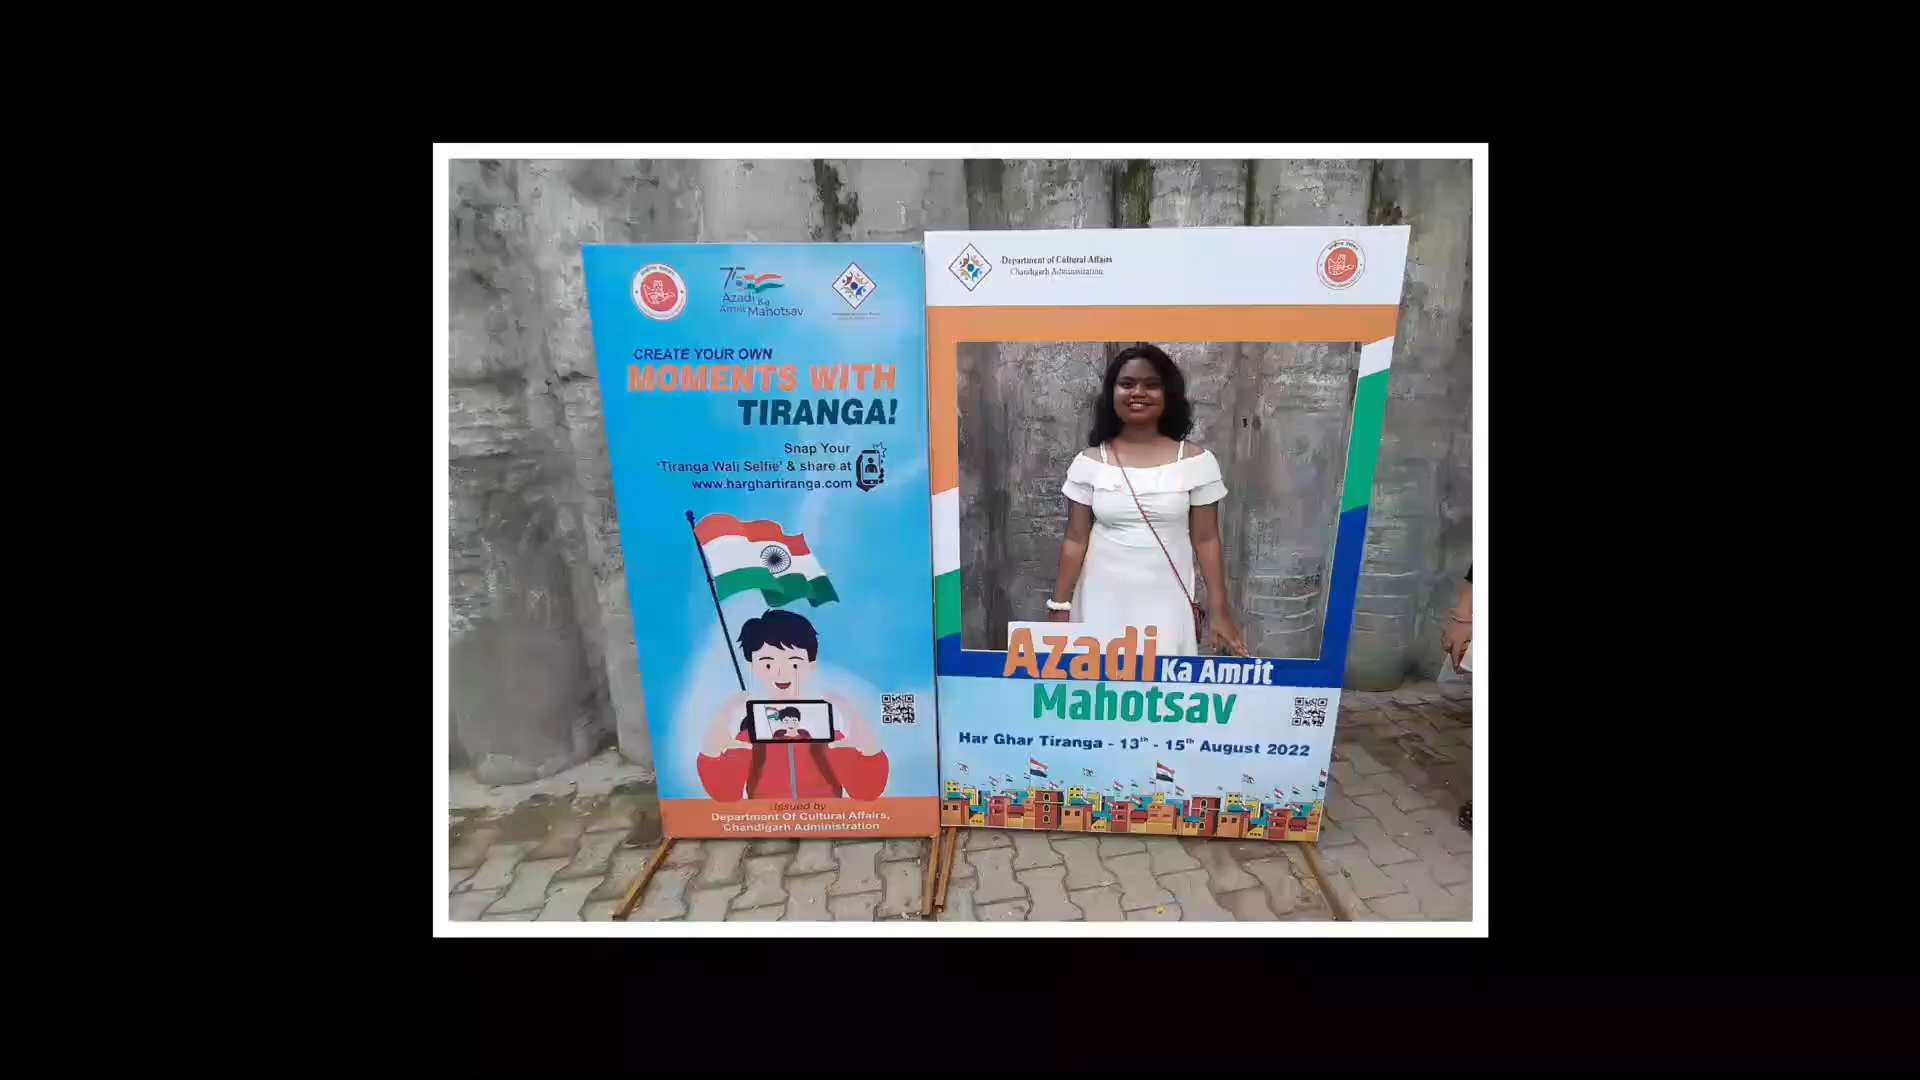 75
Azadi Ka
Amrit Mahotsav
CREATE YOUR OWN
MOMENTS WITH
TIRANGA!
Snap Your
'Tiranga Wali Selfie' & share at
www.harghartiranga.com
Issued by
Department Of Cultural Affairs,
Chandigarh Administration
Department of Cultural Affairs
Chandigarh Administration
Azadi Ka Amrit
Mahotsav
Har Ghar Tiranga - 13th - 15th August 2022